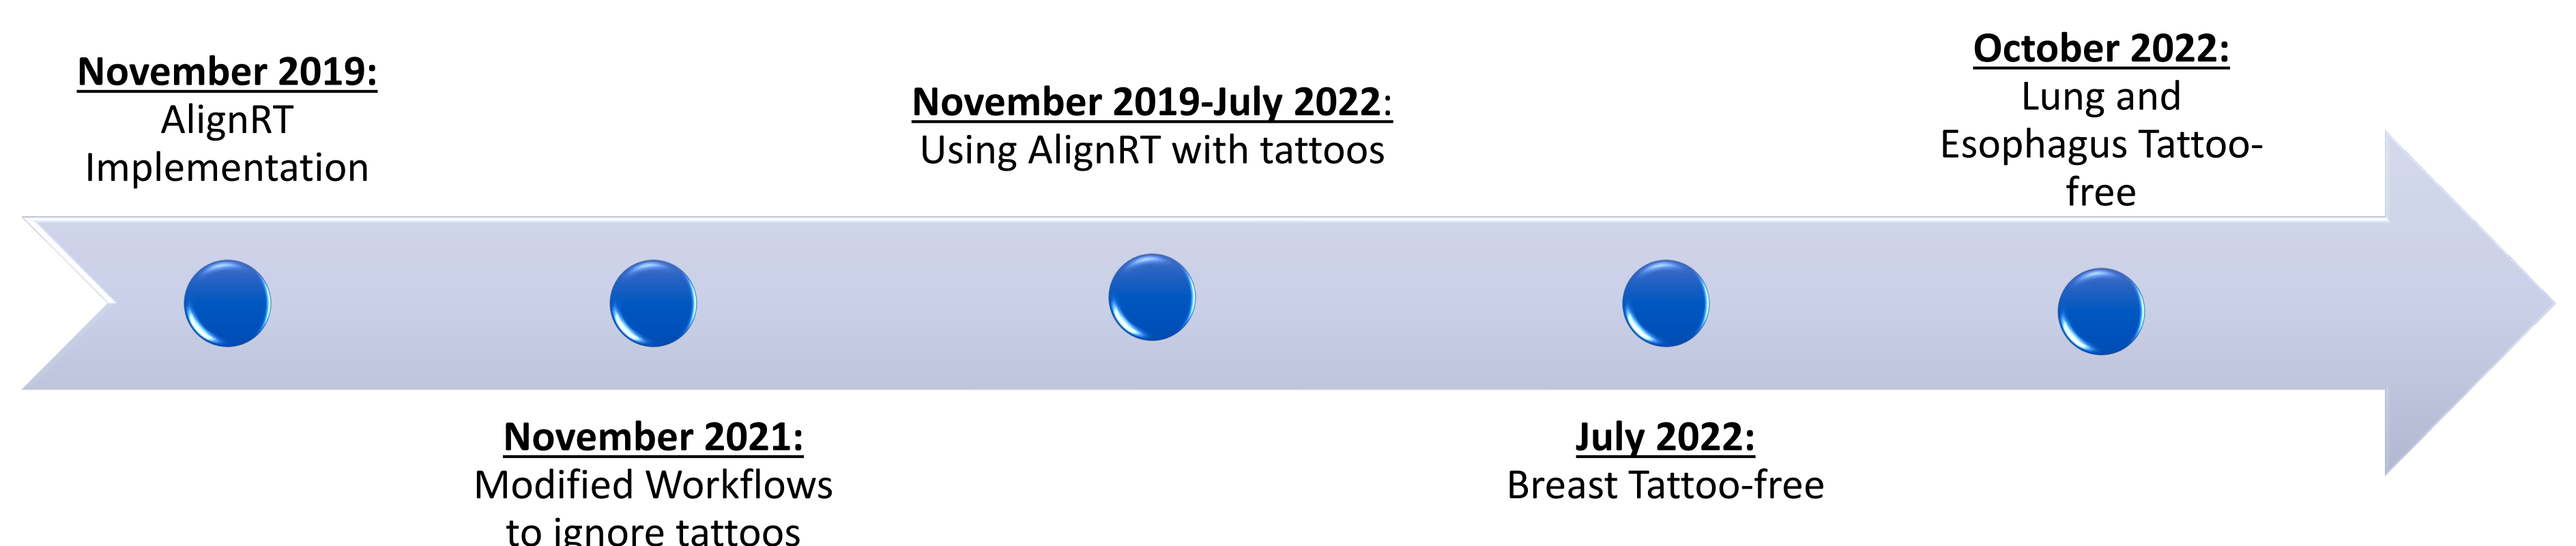 November 2019:
AlignRT
Implementation
November 2021:
Modified Workflows
to ignore tattoos
November 2019-July 2022:
Using AlignRT with tattoos
July 2022:
Breast Tattoo-free
October 2022:
Lung and
Esophagus Tattoo-
free